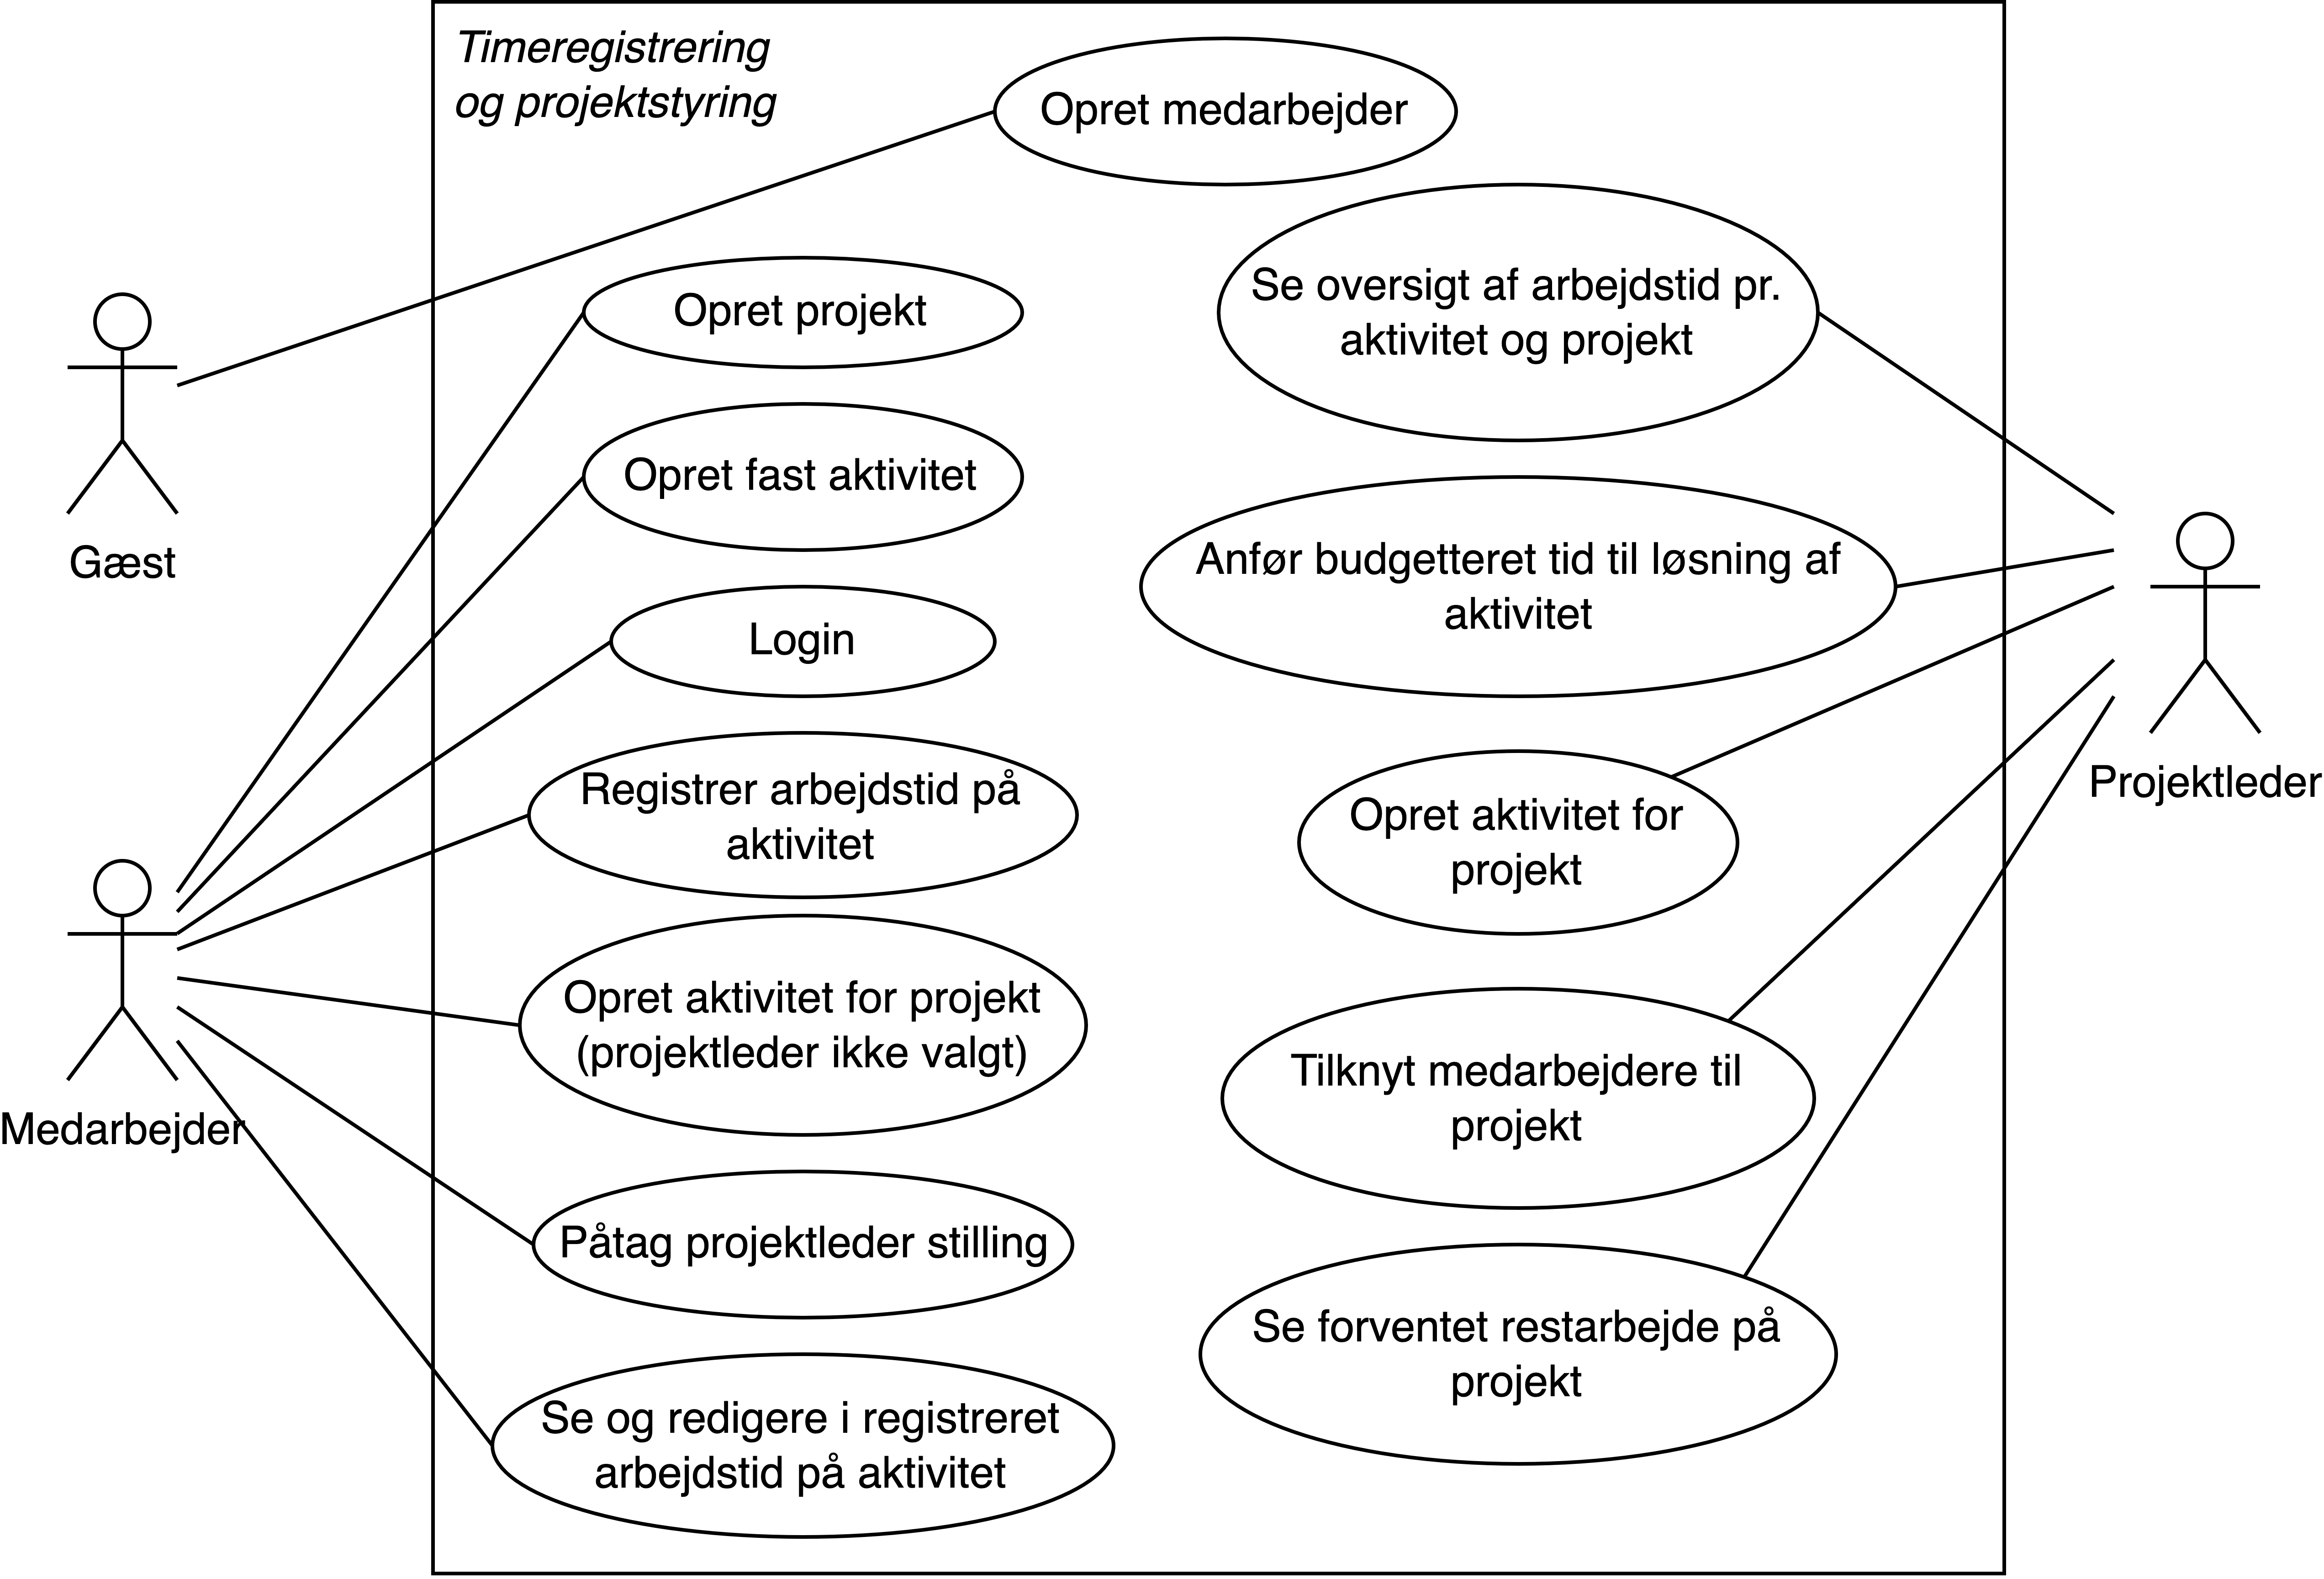 Timeregistrering
og projektstyring
Opret medarbejder
Gæst
Opret projekt
Opret fast aktivitet
Login
Registrer arbejdstid på
aktivitet
Opret aktivitet for projekt
(projektleder ikke valgt)
Medarbejder
Påtag projektleder stilling
Se og redigere i registreret
arbejdstid på aktivitet
Se oversigt af arbejdstid pr.
aktivitet og projekt
Anfør budgetteret tid til løsning af
aktivitet
Opret aktivitet for
projekt
Projektleder
Tilknyt medarbejdere til
projekt
Se forventet restarbejde på
projekt